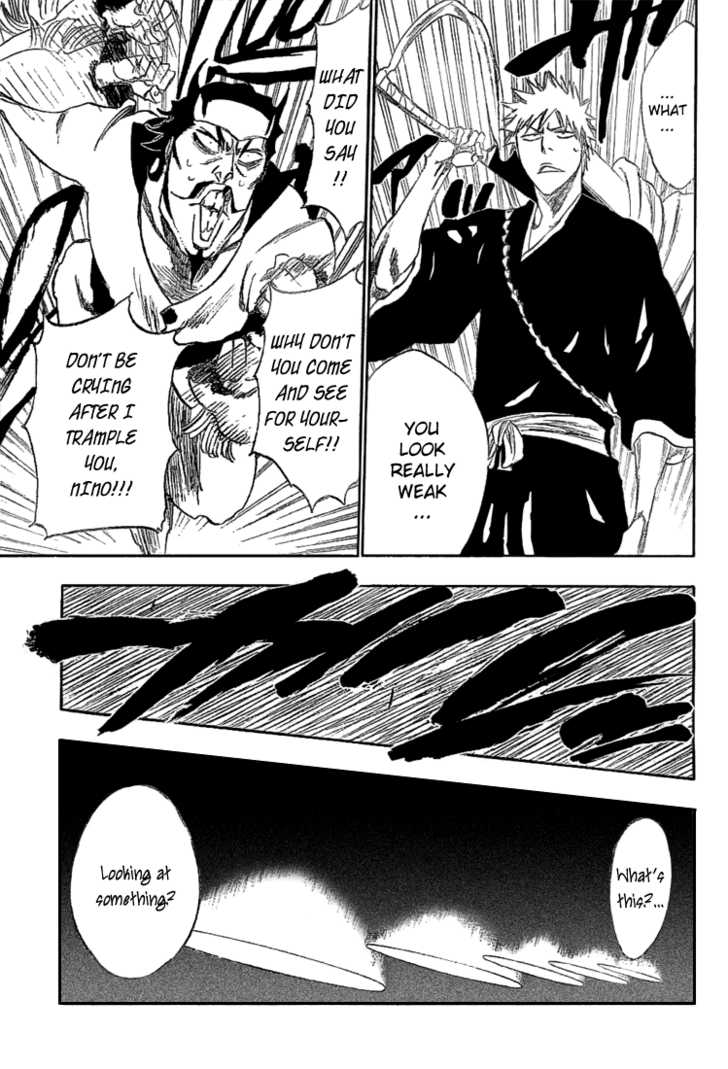 ...
WHAT
...
YOU
LOOK
REALLY
WEAK
...
WHAT
DID
YOU
SAY
!!
WHY DON'T
YOU COME
AND SEE
FOR YOUR-
SELF!!
DON'T BE
CRYING
AFTER I
TRAMPLE
YOU,
NINO!!!
What's
this?...
Looking at
something?